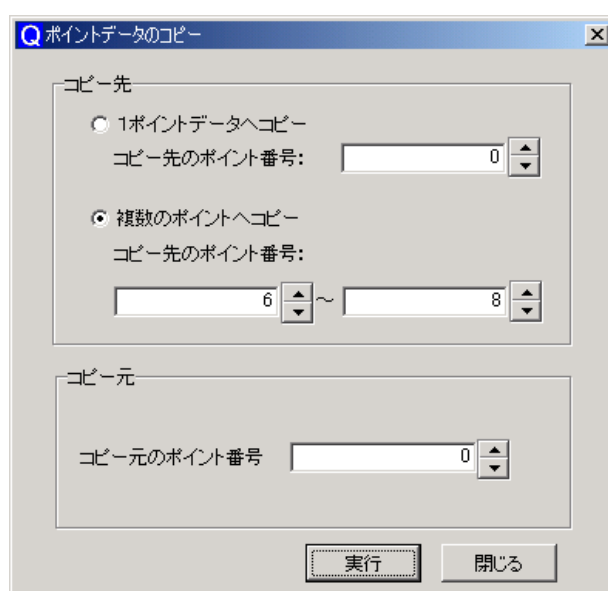 Q ポイントデータのコピー
コピー先
1ポイントデータへコピー
コピー先のポイント番号: 0
複数のポイントへコピー
コピー先のポイント番号:
6 ～ 8
コピー元
コピー元のポイント番号 0
実行 閉じる